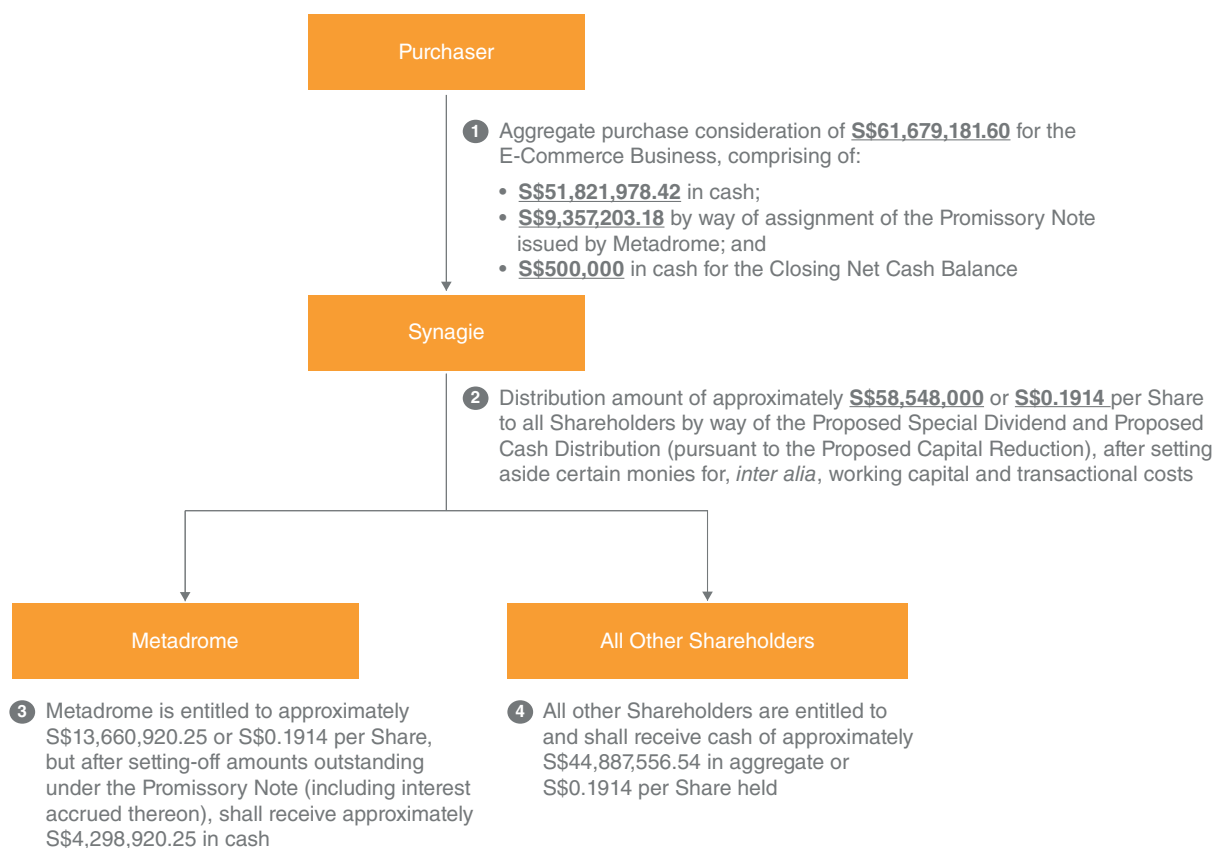 Purchaser
1 Aggregate purchase consideration of S$61,679,181.60 for the
E-Commerce Business, comprising of:
• S$51,821,978.42 in cash;
• S$9,357,203.18 by way of assignment of the Promissory Note
issued by Metadrome; and
• S$500,000 in cash for the Closing Net Cash Balance
Synagie
2 Distribution amount of approximately S$58,548,000 or S$0.1914 per Share
to all Shareholders by way of the Proposed Special Dividend and Proposed
Cash Distribution (pursuant to the Proposed Capital Reduction), after setting
aside certain monies for, inter alia, working capital and transactional costs
Metadrome
3 Metadrome is entitled to approximately
S$13,660,920.25 or S$0.1914 per Share,
but after setting-off amounts outstanding
under the Promissory Note (including interest
accrued thereon), shall receive approximately
S$4,298,920.25 in cash
All Other Shareholders
4 All other Shareholders are entitled to
and shall receive cash of approximately
S$44,887,556.54 in aggregate or
S$0.1914 per Share held